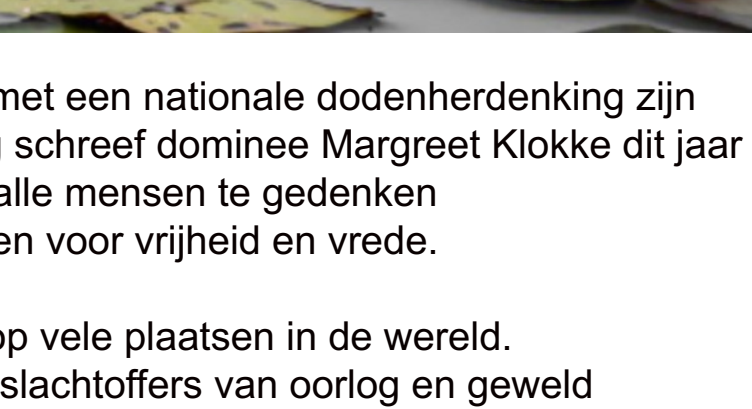 met een nationale dodenherdenking zijn
schreef dominee Margreet Klokke dit jaar
alle mensen te gedenken
en voor vrijheid en vrede.
op vele plaatsen in de wereld.
slachtoffers van oorlog en geweld